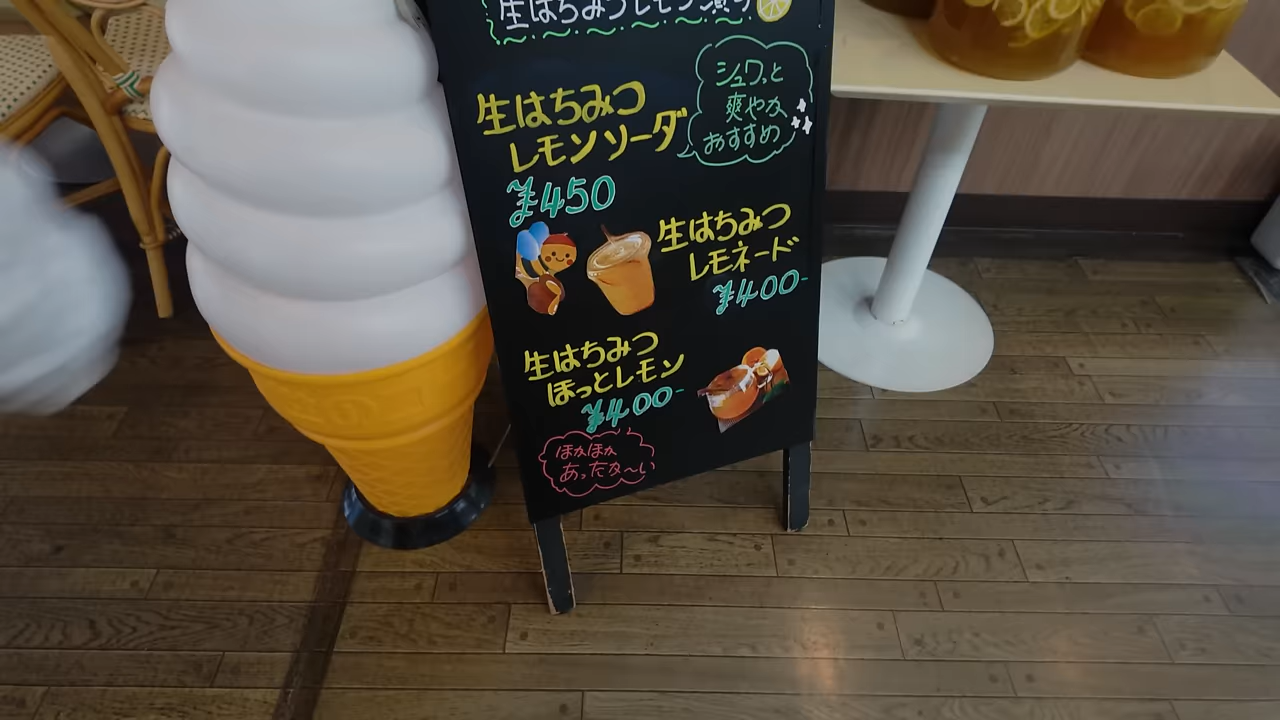 生はちみつレモン漬け
生はちみつ
レモンソーダ
シュワっと
爽やか
おすすめ
¥450
生はちみつ
レモネード
¥400-
生はちみつ
ほっとレモン
¥400-
ほかほか
あったか〜い